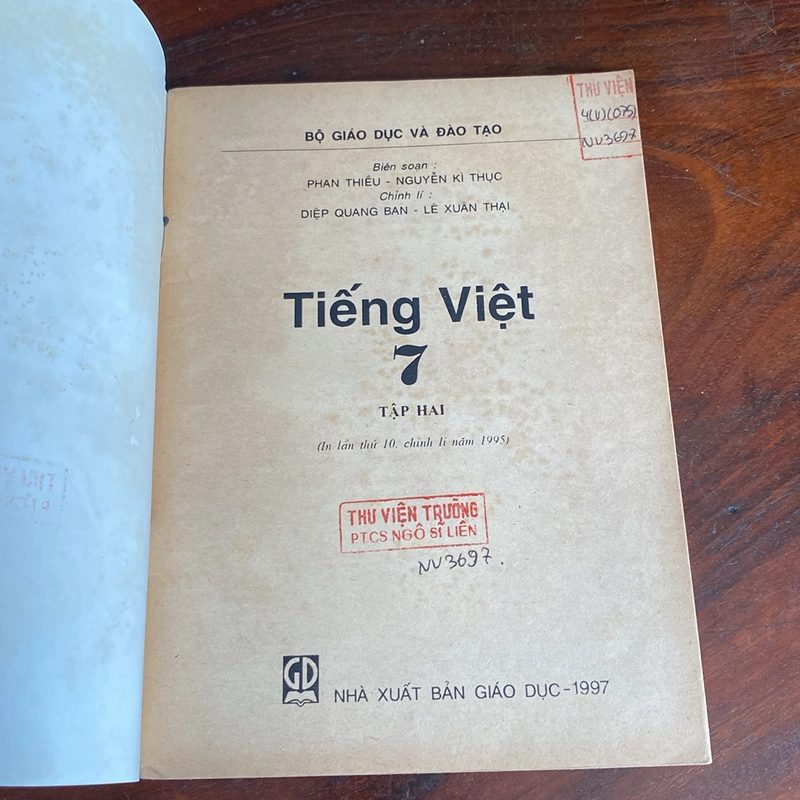 THƯ VIỆN
4(V)(075)
NV3697
BỘ GIÁO DỤC VÀ ĐÀO TẠO
Biên soạn :
PHAN THIỀU - NGUYỄN KÌ THỤC
Chỉnh lí :
DIỆP QUANG BAN - LÊ XUÂN THẠI
Tiếng Việt
7
TẬP HAI
(In lần thứ 10, chỉnh lí năm 1995)
THƯ VIỆN TRƯỜNG
PTCS NGÔ SĨ LIÊN
NV3697.
GD
NHÀ XUẤT BẢN GIÁO DỤC - 1997